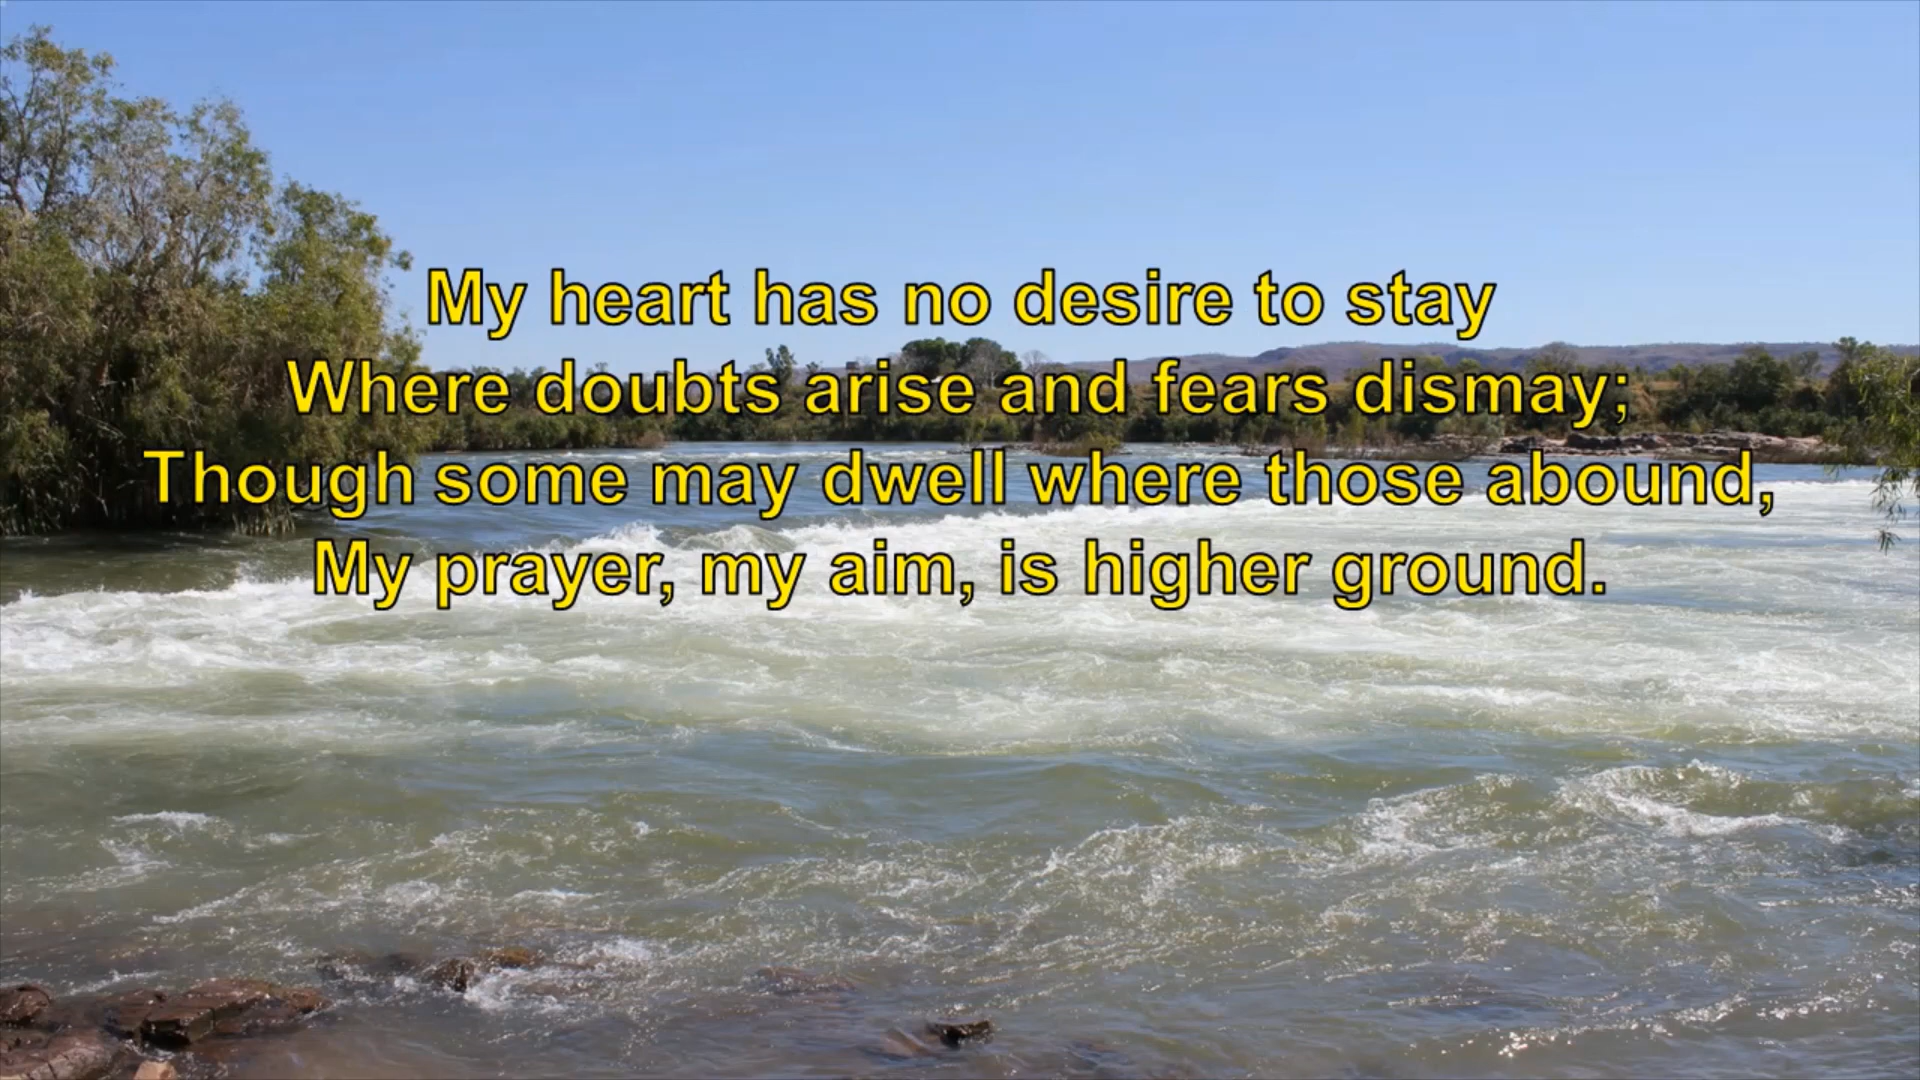 My heart has no desire to stay
Where doubts arise and fears dismay;
Though some may dwell where those abound,
My prayer, my aim, is higher ground.